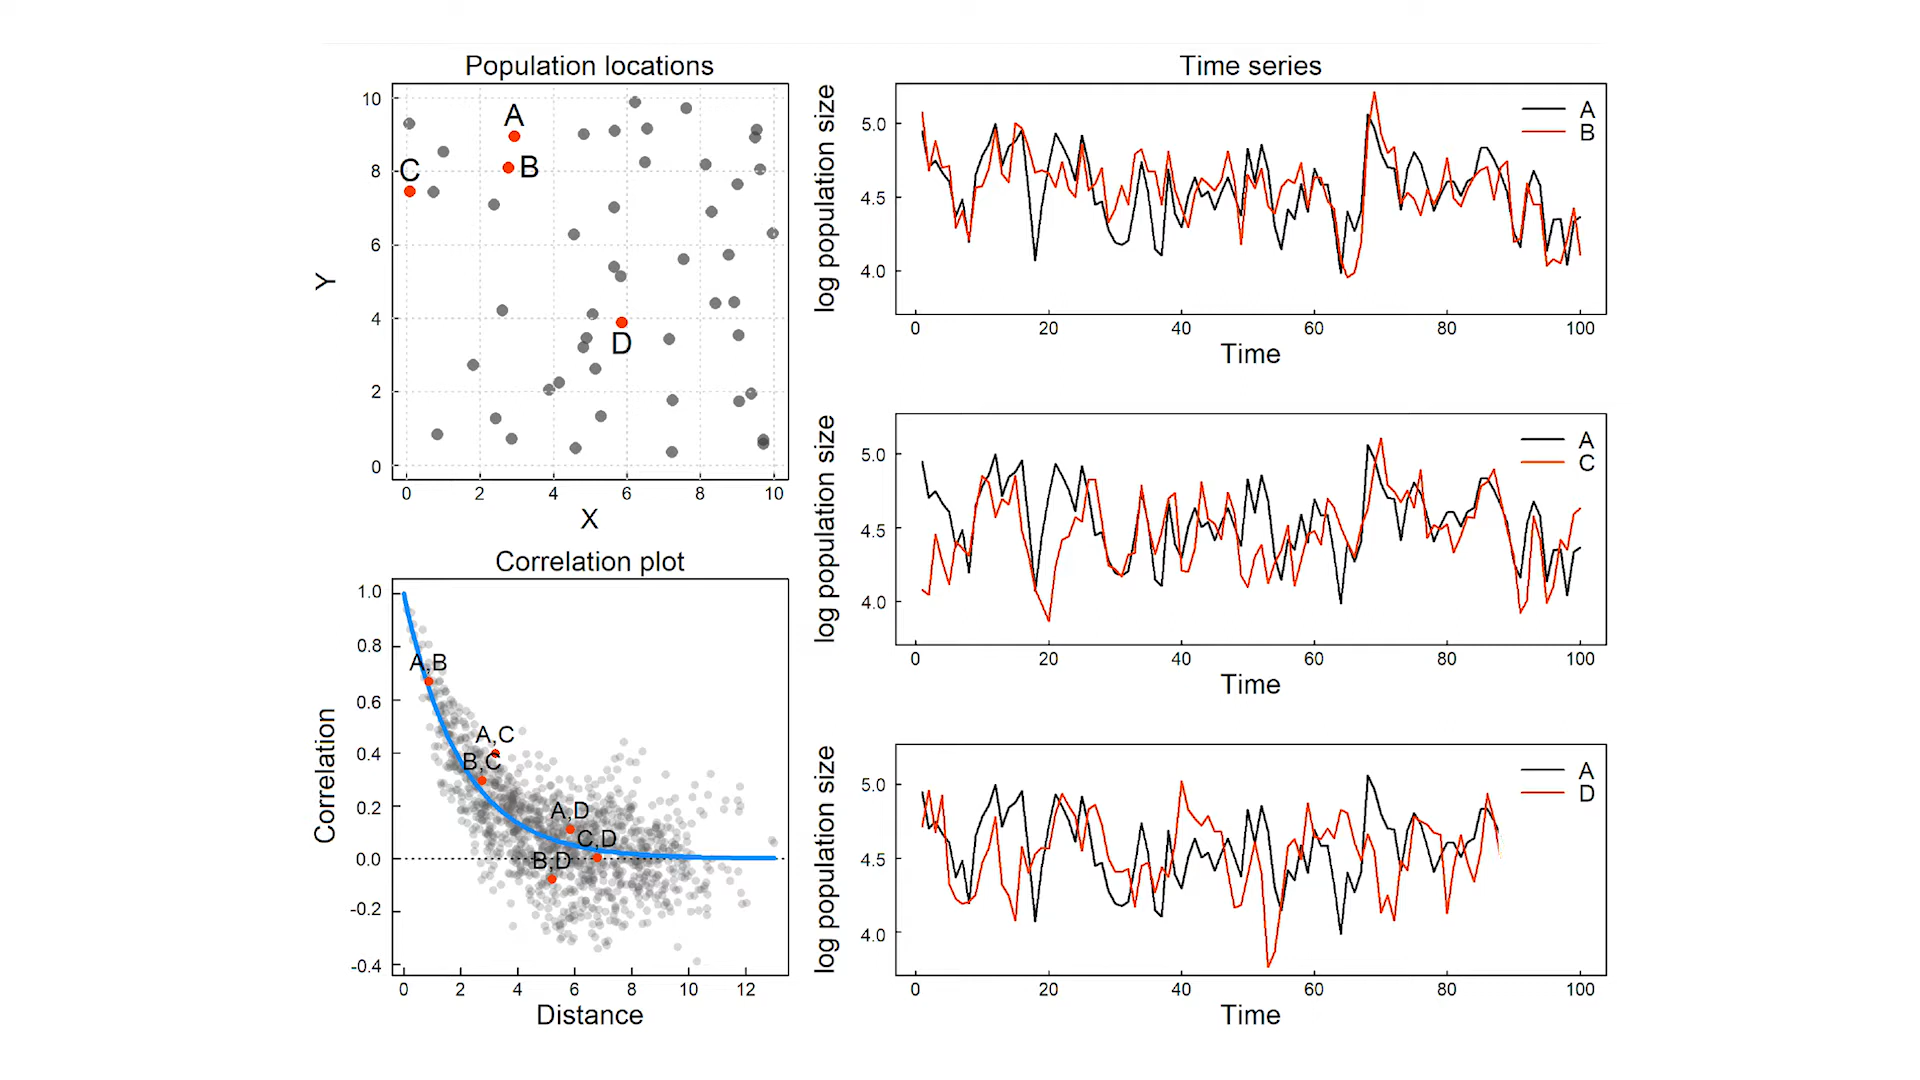 Population locations
10
8
6
4
2
0
Y
A
B
C
D
0 2 4 6 8 10
X
Correlation plot
1.0
0.8
0.6
0.4
0.2
0.0
-0.2
-0.4
Correlation
A,B
A,C
B,C
A,D
C,D
B,D
0 2 4 6 8 10 12
Distance
Time series
log population size
5.0
4.5
4.0
A
B
0 20 40 60 80 100
Time
log population size
5.0
4.5
4.0
A
C
0 20 40 60 80 100
Time
log population size
5.0
4.5
4.0
A
D
0 20 40 60 80 100
Time